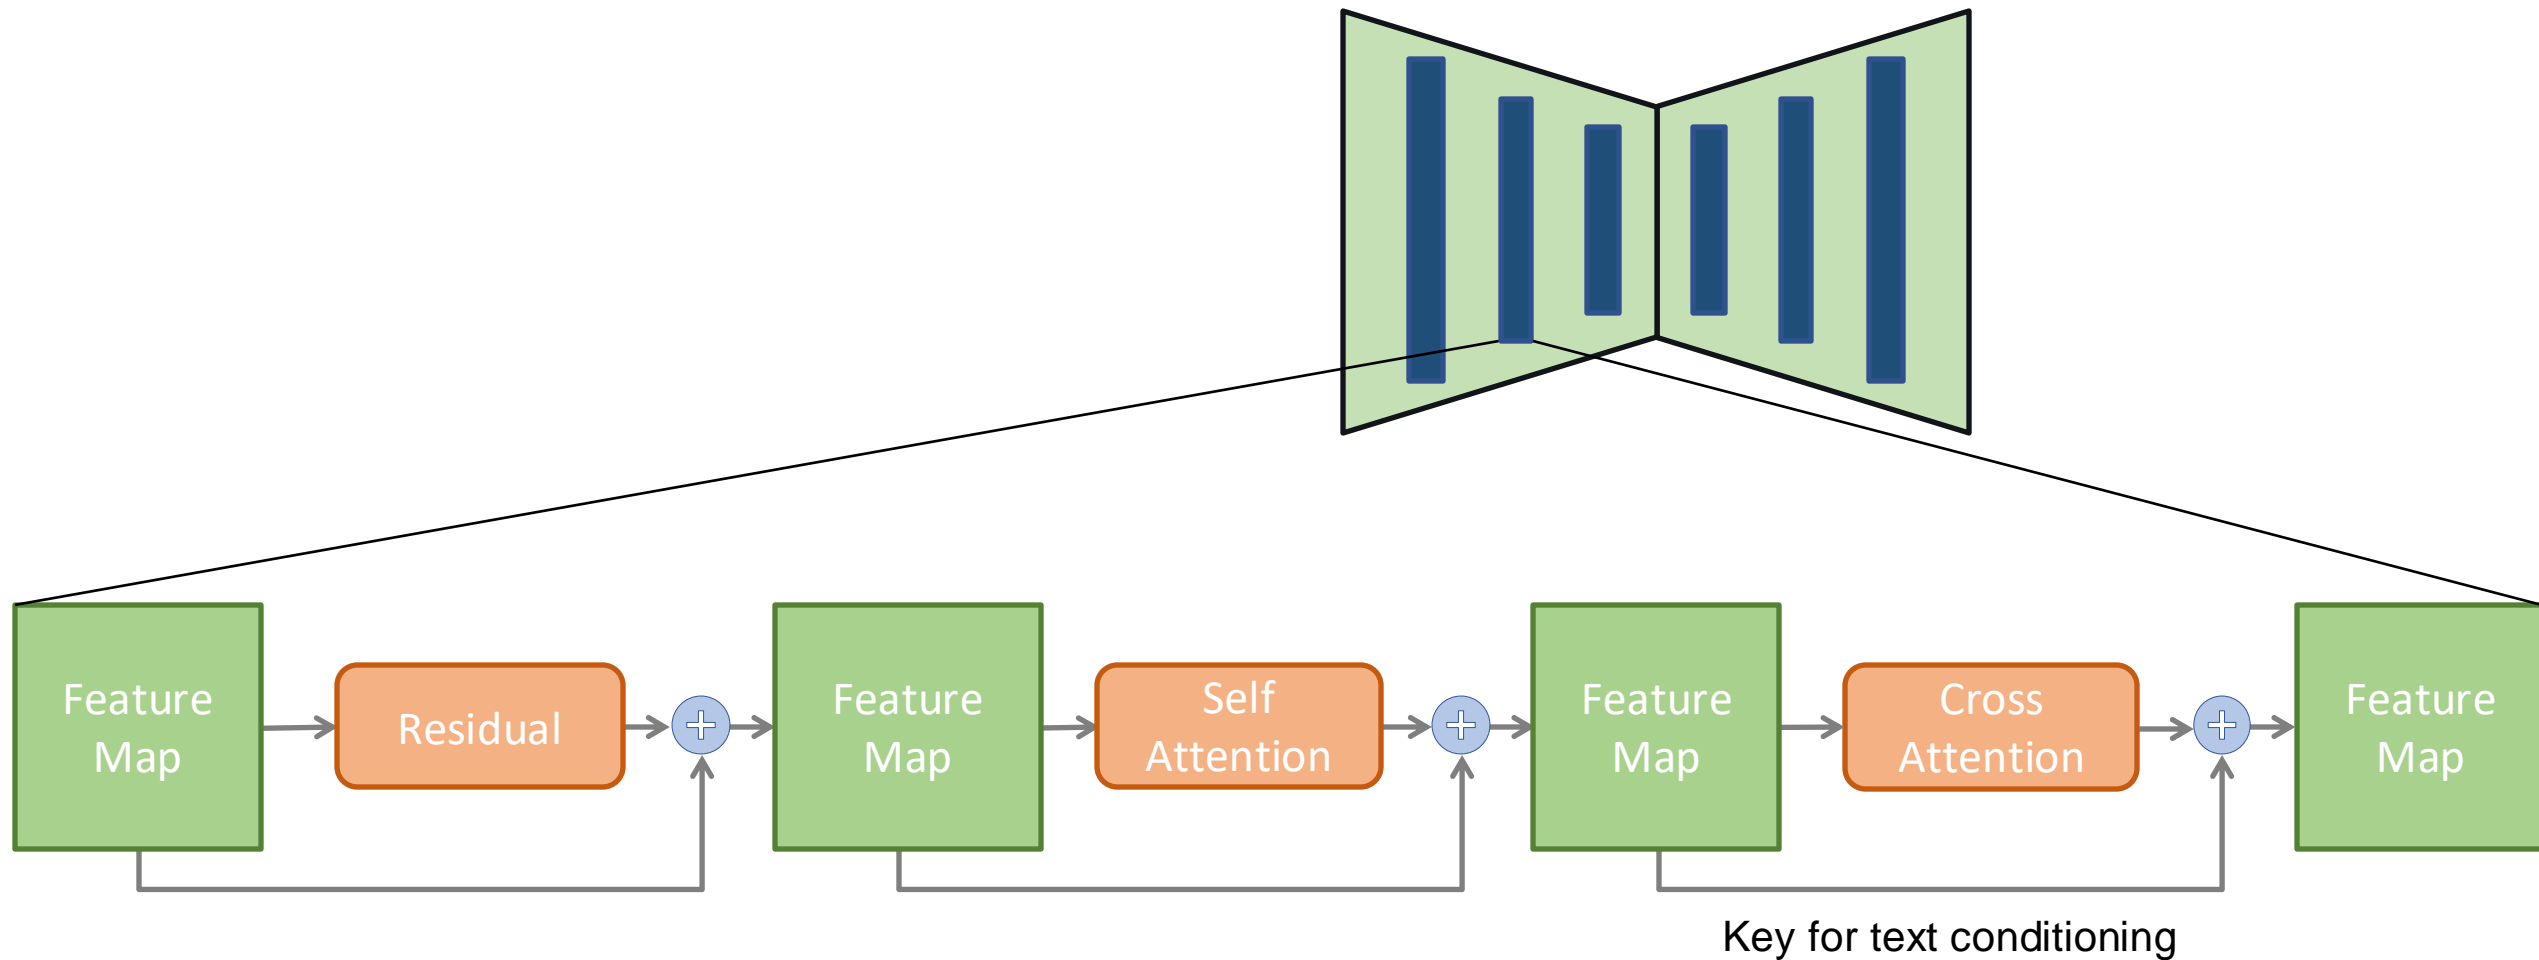 Feature
Map
Residual
Feature
Map
Self
Attention
Feature
Map
Cross
Attention
Feature
Map
Key for text conditioning